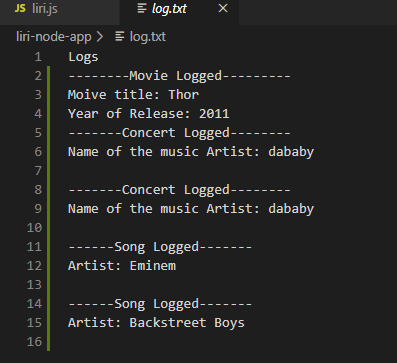 JS liri.js
log.txt
liri-node-app > log.txt
1 Logs
2 --------Movie Logged---------
3 Moive title: Thor
4 Year of Release: 2011
5 -------Concert Logged--------
6 Name of the music Artist: dababy
7
8 -------Concert Logged--------
9 Name of the music Artist: dababy
10
11 ------Song Logged-------
12 Artist: Eminem
13
14 ------Song Logged-------
15 Artist: Backstreet Boys
16